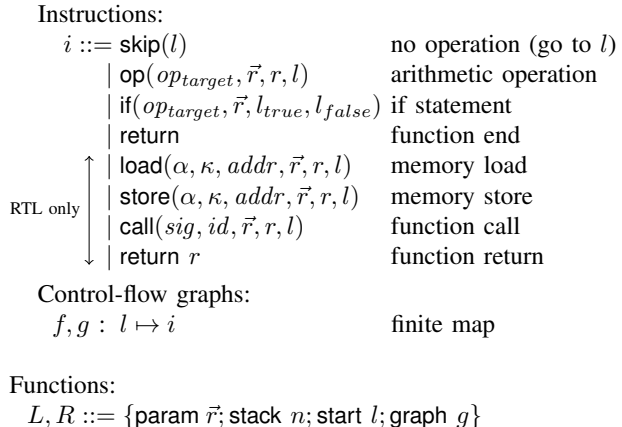 Instructions:
i ::= skip(l) no operation (go to l)
| op(op_target, r⃗, r, l) arithmetic operation
| if(op_target, r⃗, l_true, l_false) if statement
| return function end
| load(α, κ, addr, r⃗, r, l) memory load
| store(α, κ, addr, r⃗, r, l) memory store
RTL only | call(sig, id, r⃗, r, l) function call
| return r function return
Control-flow graphs:
f, g : l ↦ i finite map
Functions:
L, R ::= {param r⃗; stack n; start l; graph g}